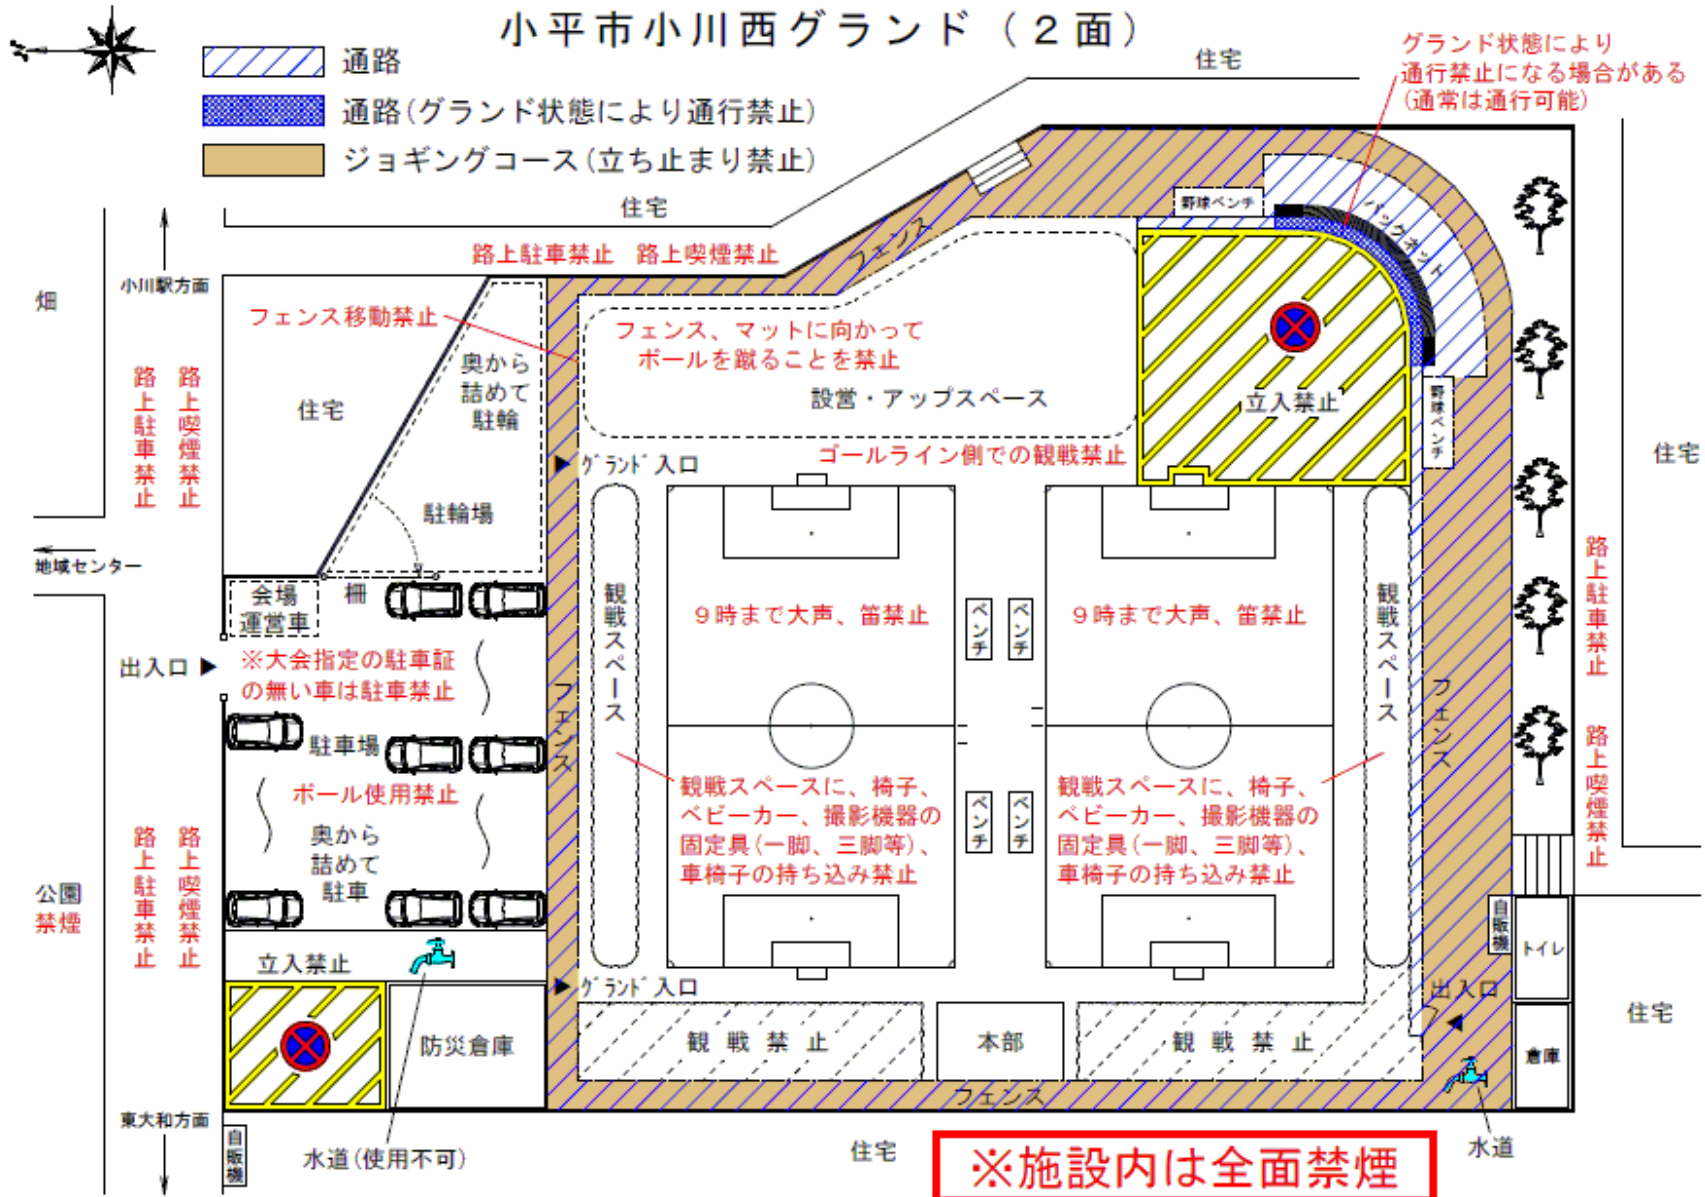 小平市小川西グランド（２面）
通路
通路(グランド状態により通行禁止)
ジョギングコース(立ち止まり禁止)
住宅
グランド状態により
通行禁止になる場合がある
(通常は通行可能)
住宅
路上駐車禁止　路上喫煙禁止
フェンス
野球ベンチ
バックネット
小川駅方面
畑
フェンス移動禁止
フェンス、マットに向かって
ボールを蹴ることを禁止
設営・アップスペース
立入禁止
野球ベンチ
奥から
詰めて
駐輪
住宅
路上駐車禁止
路上喫煙禁止
ゴールライン側での観戦禁止
グランド入口
住宅
駐輪場
地域センター
会場
運営車
柵
観戦スペース
９時まで大声、笛禁止
ベンチ
ベンチ
９時まで大声、笛禁止
観戦スペース
路上駐車禁止
出入口
※大会指定の駐車証
の無い車は駐車禁止
フェンス
フェンス
駐車場
ボール使用禁止
観戦スペースに、椅子、
ベビーカー、撮影機器の
固定具(一脚、三脚等)、
車椅子の持ち込み禁止
ベンチ
ベンチ
観戦スペースに、椅子、
ベビーカー、撮影機器の
固定具(一脚、三脚等)、
車椅子の持ち込み禁止
路上喫煙禁止
奥から
詰めて
駐車
公園
禁煙
路上駐車禁止
路上喫煙禁止
自販機
トイレ
立入禁止
グランド入口
出入口
住宅
防災倉庫
観戦禁止
本部
観戦禁止
倉庫
フェンス
東大和方面
自販機
水道(使用不可)
住宅
※施設内は全面禁煙
水道